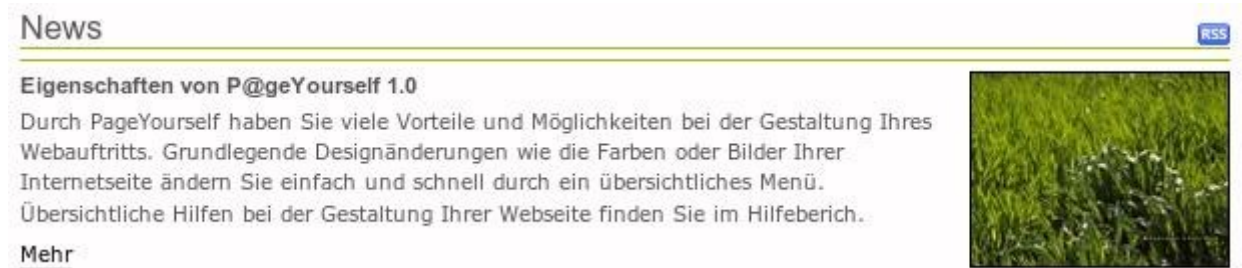 News
RSS
Eigenschaften von P@geYourself 1.0
Durch PageYourself haben Sie viele Vorteile und Möglichkeiten bei der Gestaltung Ihres
Webauftritts. Grundlegende Designänderungen wie die Farben oder Bilder Ihrer
Internetseite ändern Sie einfach und schnell durch ein übersichtliches Menü.
Übersichtliche Hilfen bei der Gestaltung Ihrer Webseite finden Sie im Hilfeberich.
Mehr